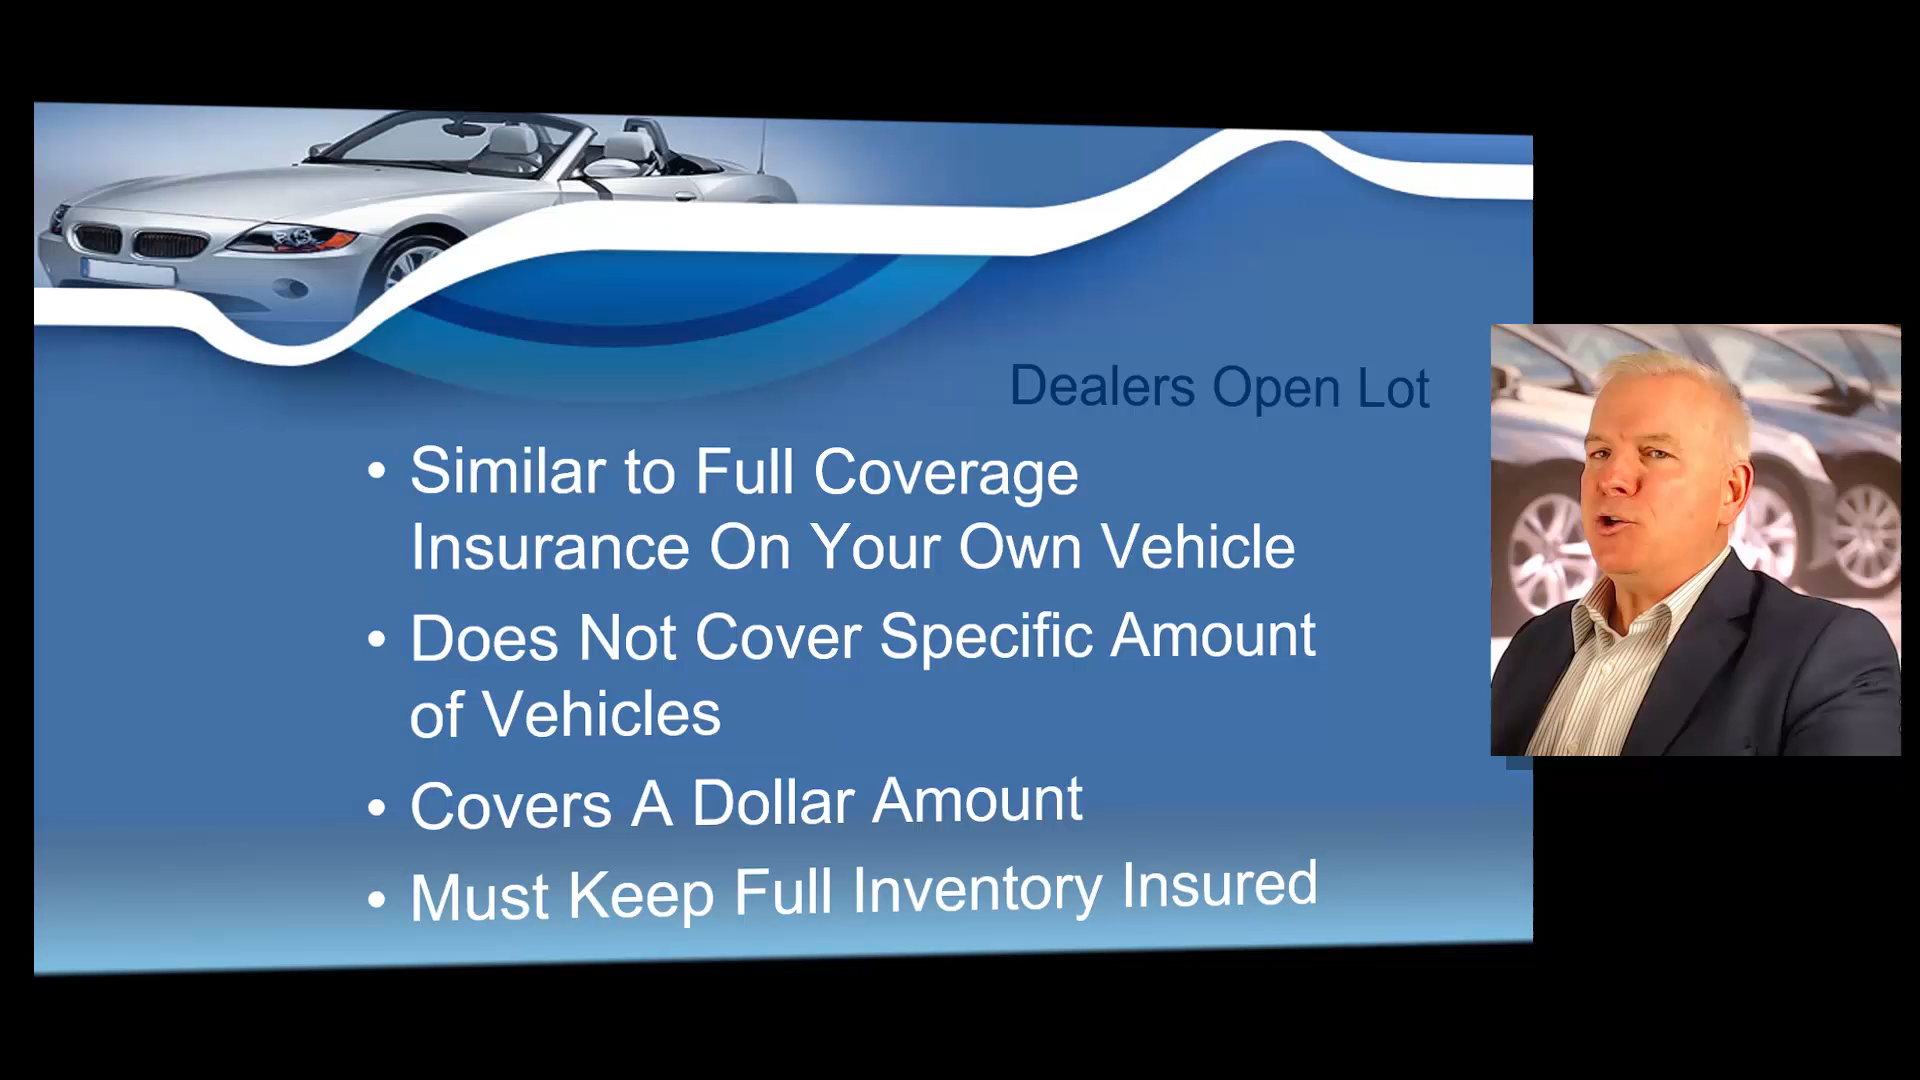 Dealers Open Lot
• Similar to Full Coverage
Insurance On Your Own Vehicle
• Does Not Cover Specific Amount
of Vehicles
• Covers A Dollar Amount
• Must Keep Full Inventory Insured